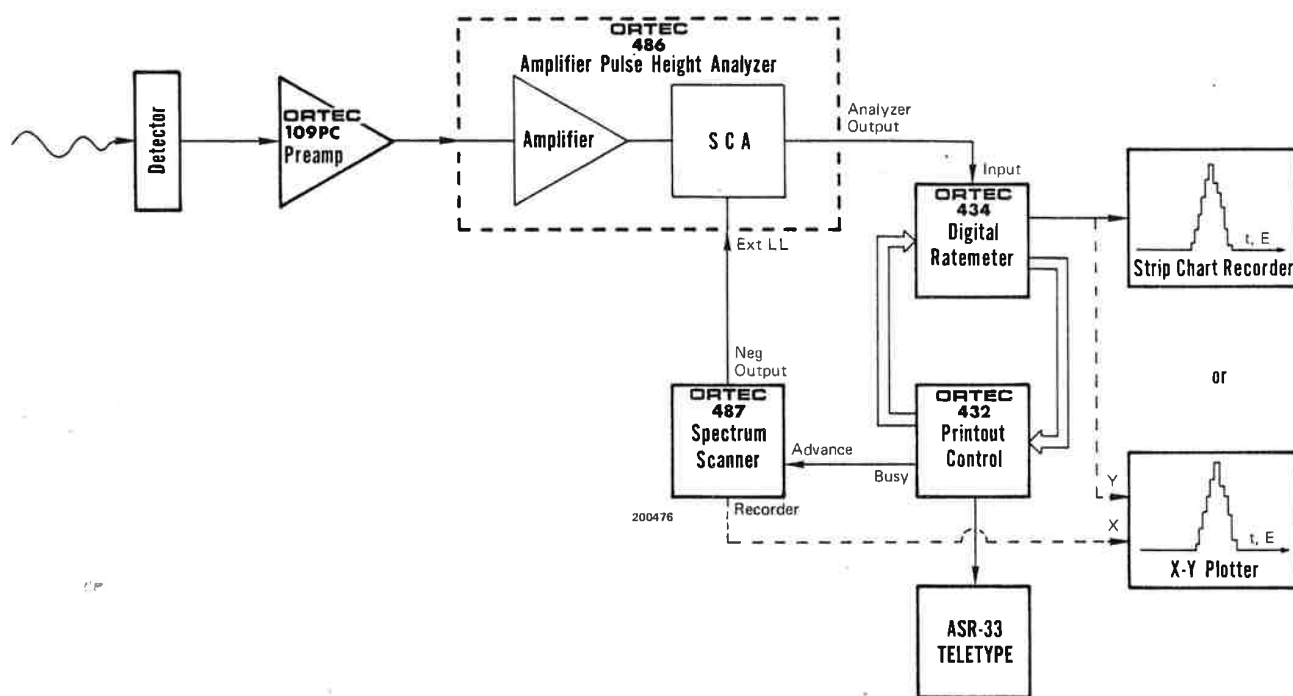 ORTEC
486
Amplifier Pulse Height Analyzer
Detector
ORTEC
109PC
Preamp
Amplifier
SCA
Analyzer
Output
Input
ORTEC
434
Digital
Ratemeter
t, E
Strip Chart Recorder
Ext LL
Neg
Output
or
ORTEC
487
Spectrum
Scanner
Advance
Busy
ORTEC
432
Printout
Control
Recorder
200476
Y
X
t, E
X-Y Plotter
ASR-33
TELETYPE